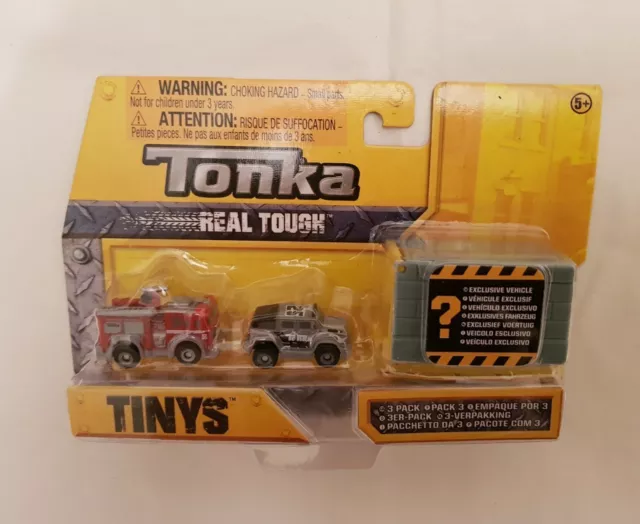 WARNING: CHOKING HAZARD – Small parts.
Not for children under 3 years.
ATTENTION: RISQUE DE SUFFOCATION –
Petites pieces. Ne pas aux enfants de moins de 3 ans.
5+
Tonka
REAL TOUGH™
?
EXCLUSIVE VEHICLE
VÉHICULE EXCLUSIF
VEHÍCULO EXCLUSIVO
EXKLUSIVES FAHRZEUG
EXCLUSIEF VOERTUIG
VEICOLO ESCLUSIVO
VEÍCULO EXCLUSIVO
TINYS™
3 PACK PACK 3 EMPAQUE POR 3
3ER-PACK 3-VERPAKKING
PACCHETTO DA 3 PACOTE COM 3